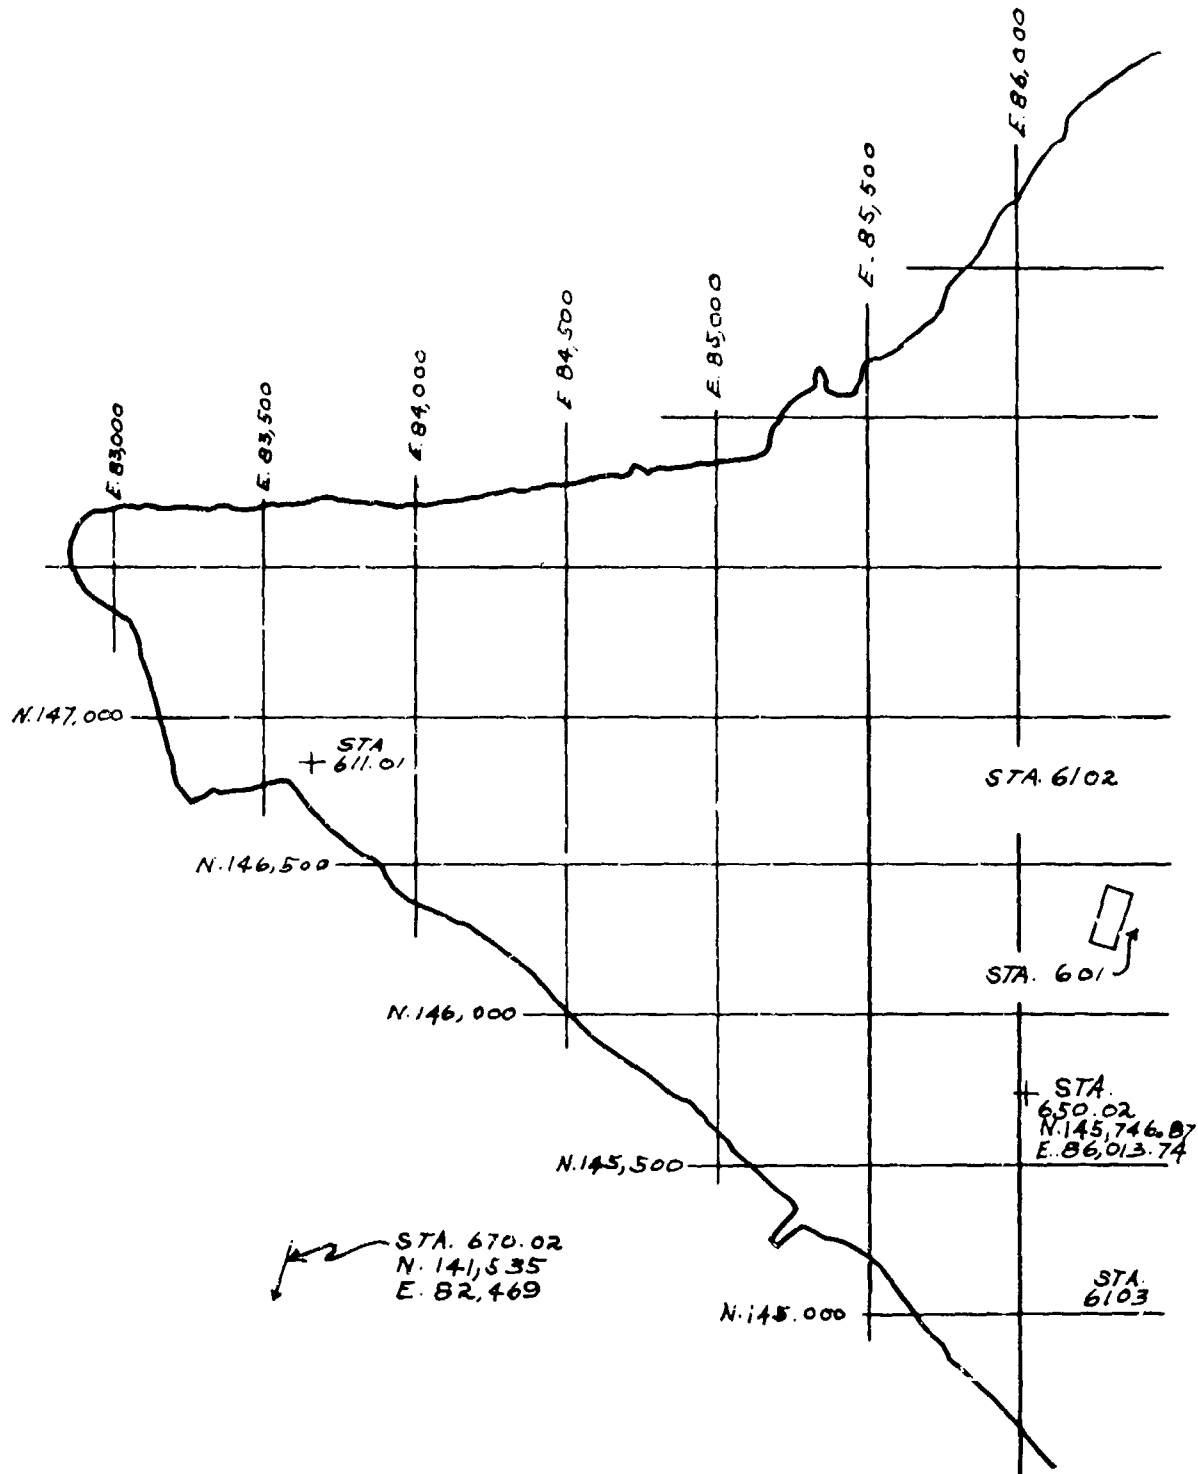 E. 86,000
E. 85,500
E. 85,000
E 84,500
E. 84,000
E. 83,500
E. 83,000
N. 147,000
STA
611.01
STA. 6102
N. 146,500
STA. 601
N. 146,000
STA.
650.02
N. 145,746.87
E. 86,013.74
N. 145,500
STA. 670.02
N. 141,535
E. 82,469
STA.
6103
N. 145.000